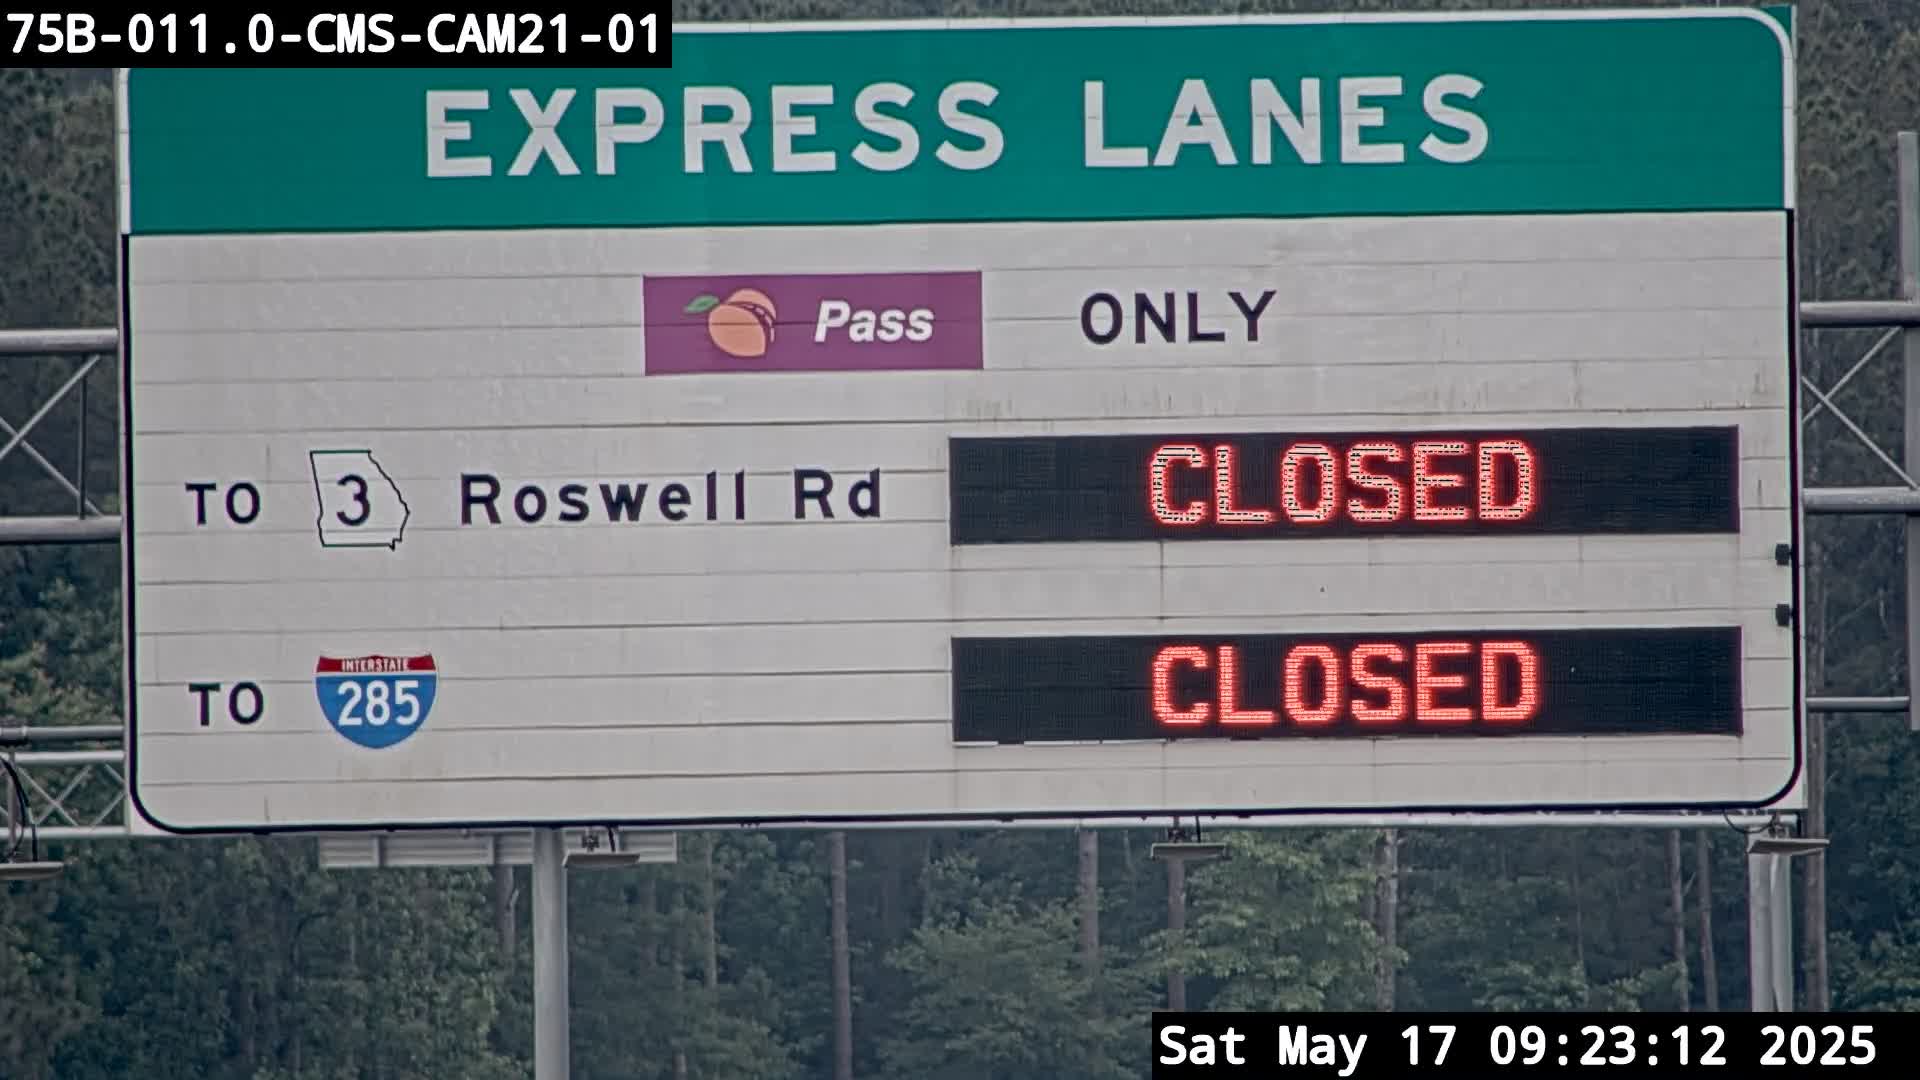 75B-011.0-CMS-CAM21-01
EXPRESS LANES
Pass ONLY
TO 3 Roswell Rd CLOSED
TO INTERSTATE 285 CLOSED
Sat May 17 09:23:12 2025